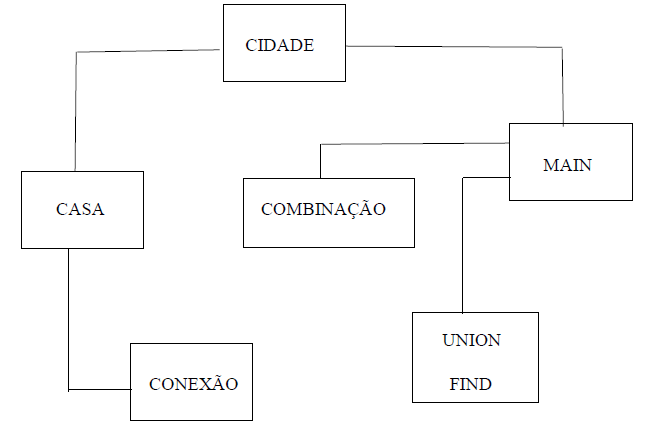 CIDADE
MAIN
CASA
COMBINAÇÃO
UNION
FIND
CONEXÃO